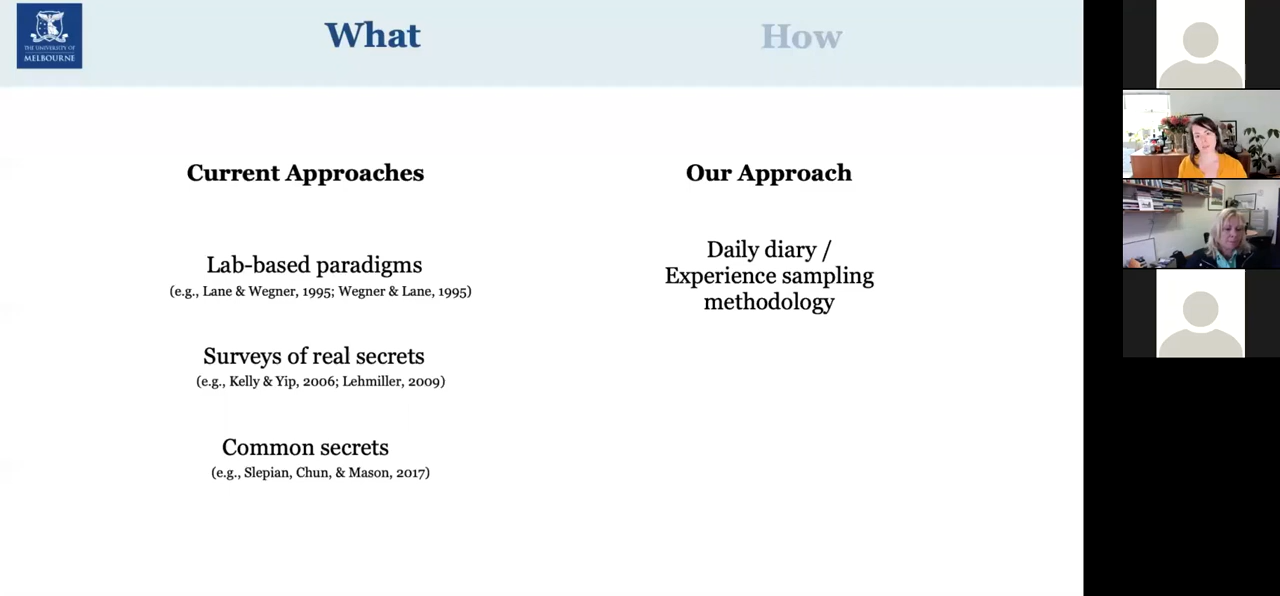 THE UNIVERSITY OF
MELBOURNE
What
How
Current Approaches
Lab-based paradigms
(e.g., Lane & Wegner, 1995; Wegner & Lane, 1995)
Surveys of real secrets
(e.g., Kelly & Yip, 2006; Lehmiller, 2009)
Common secrets
(e.g., Slepian, Chun, & Mason, 2017)
Our Approach
Daily diary /
Experience sampling
methodology